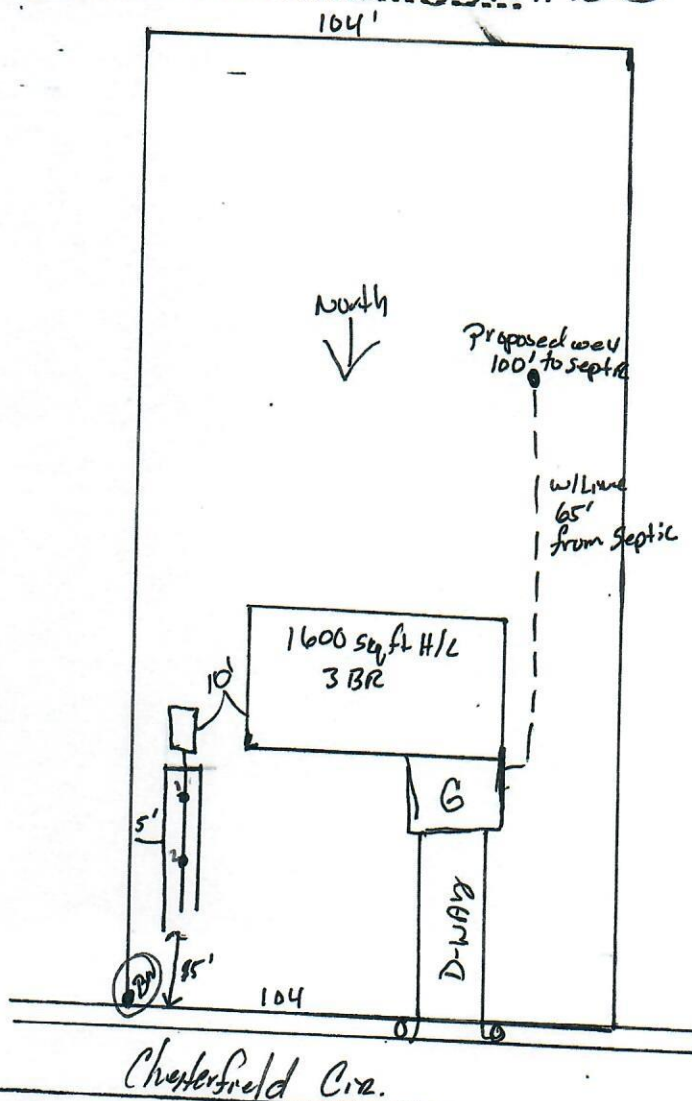 104'
North
Proposed well
100' to septic
w/Line
65'
from septic
1600 sq ft H/C
3 BR
10'
G
5'
1
2
D-WAY
BM
104
Chesterfield Cir.